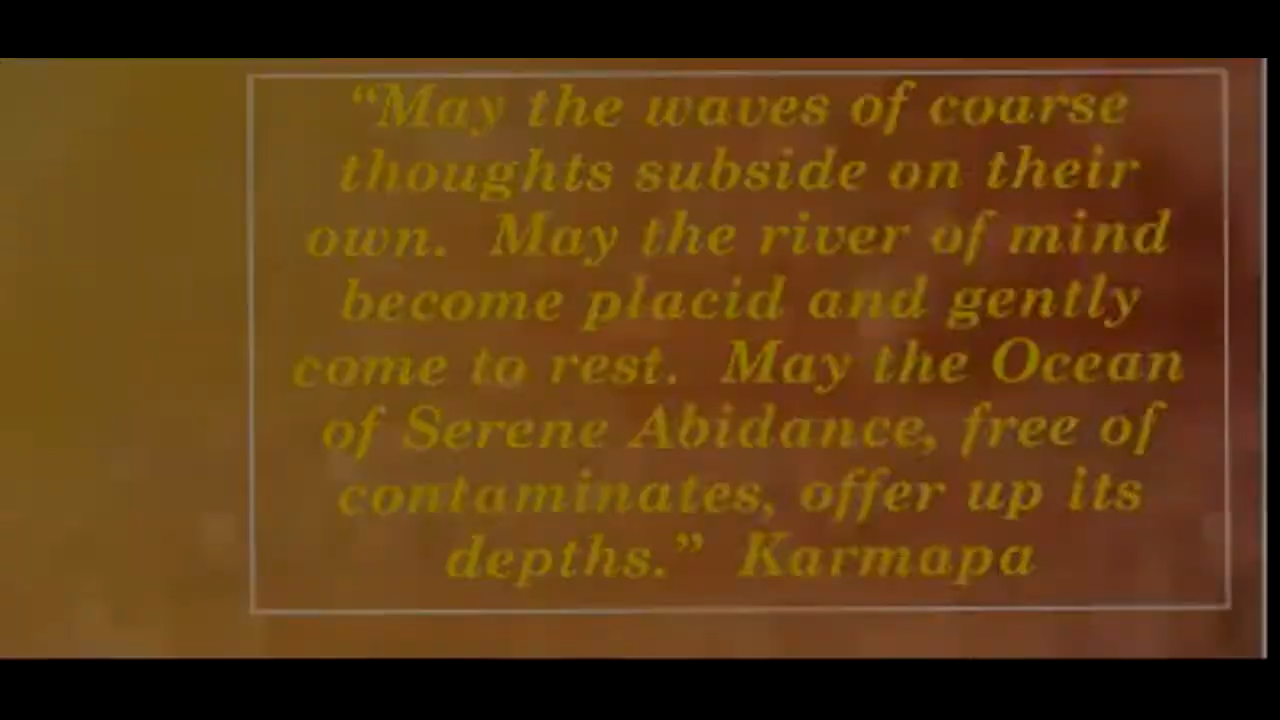 “May the waves of coarse
thoughts subside on their
own.  May the river of mind
become placid and gently
come to rest.  May the Ocean
of Serene Abidance, free of
contaminates, offer up its
depths.”  Karmapa